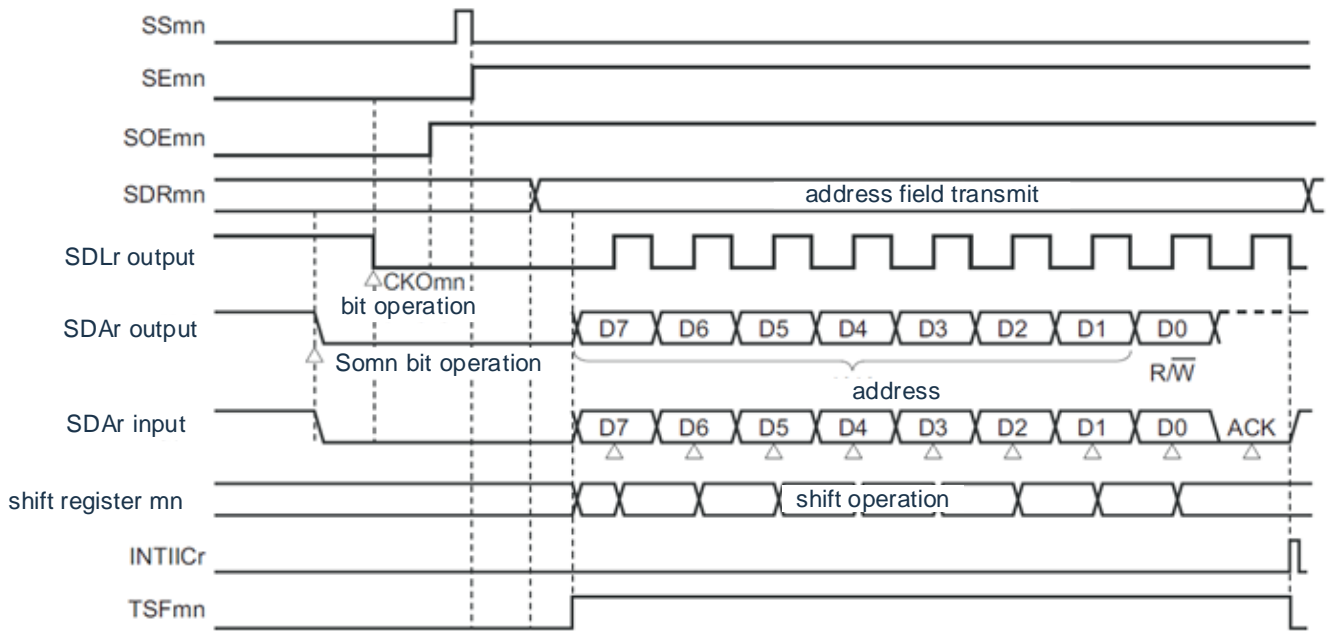 SSmn
SEmn
SOEmn
SDRmn
address field transmit
SDLr output
CKOmn
bit operation
SDAr output
D7 D6 D5 D4 D3 D2 D1 D0
Somn bit operation
R/W̅
address
SDAr input
D7 D6 D5 D4 D3 D2 D1 D0 ACK
shift register mn
shift operation
INTIICr
TSFmn